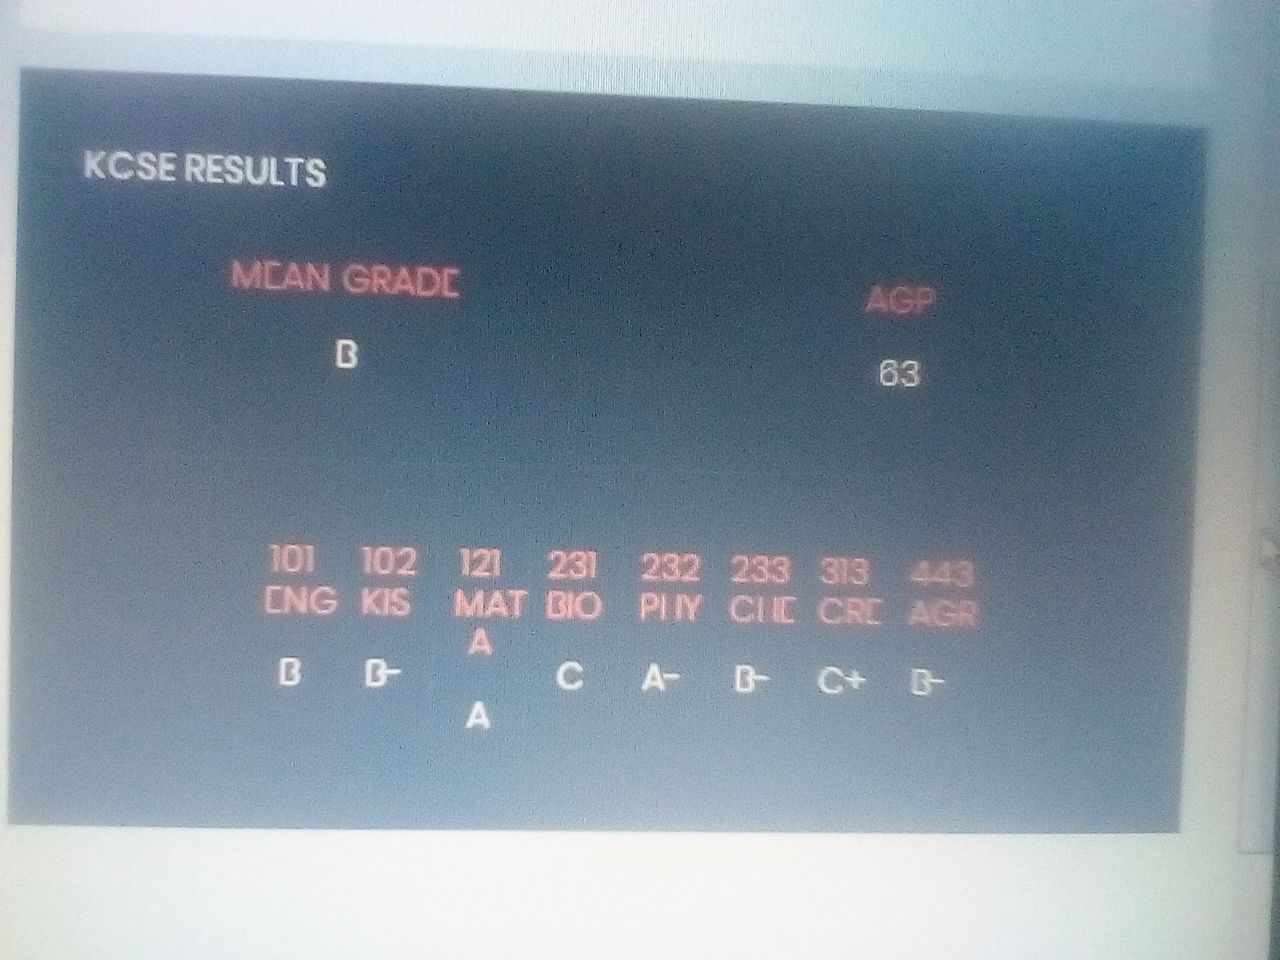 KCSE RESULTS
MEAN GRADE AGP
B 63
101 102 121 231 232 233 313 443
ENG KIS MAT BIO PHY CHE CRE AGR
A
B B- C A- B- C+ B-
A